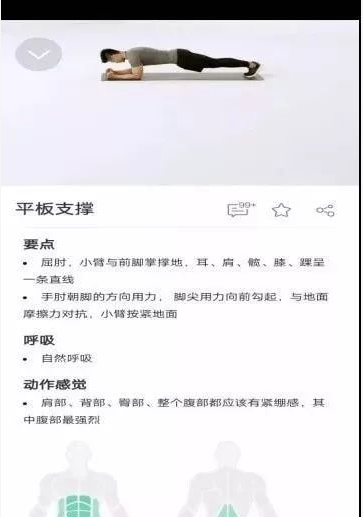 平板支撑
99+
要点
• 屈肘，小臂与前脚掌撑地，耳、肩、髋、膝、踝呈
一条直线
• 手肘朝脚的方向用力，脚尖用力向前勾起，与地面
摩擦力对抗，小臂按紧地面
呼吸
• 自然呼吸
动作感觉
• 肩部、背部、臀部、整个腹部都应该有紧绷感，其
中腹部最强烈